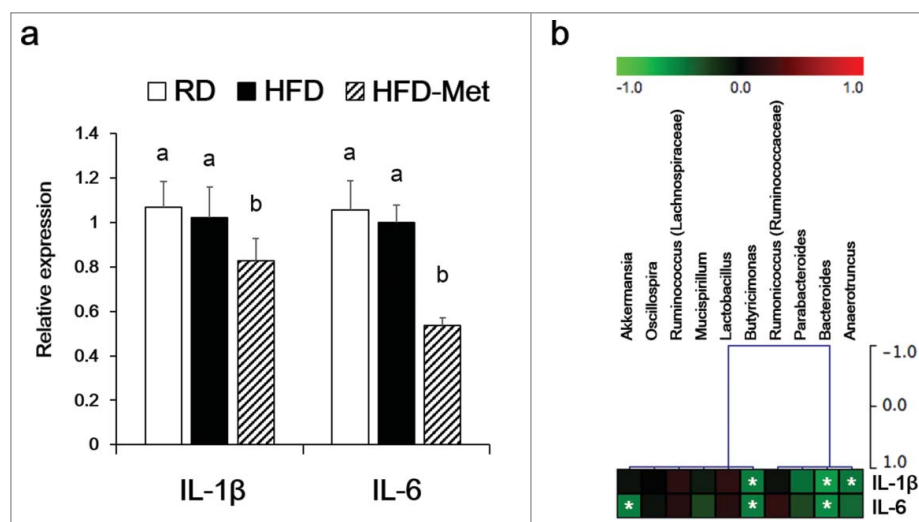 a
RD HFD HFD-Met
Relative expression
1.4
1.2
1
0.8
0.6
0.4
0.2
0
a a b
a a b
IL-1β IL-6
b
-1.0 0.0 1.0
Akkermansia
Oscillospira
Ruminococcus (Lachnospiraceae)
Mucispirillum
Lactobacillus
Butyricimonas
Rumonicoccus (Ruminococcaceae)
Parabacteroides
Bacteroides
Anaerotruncus
-1.0
0.0
1.0
* * * IL-1β
* * * IL-6